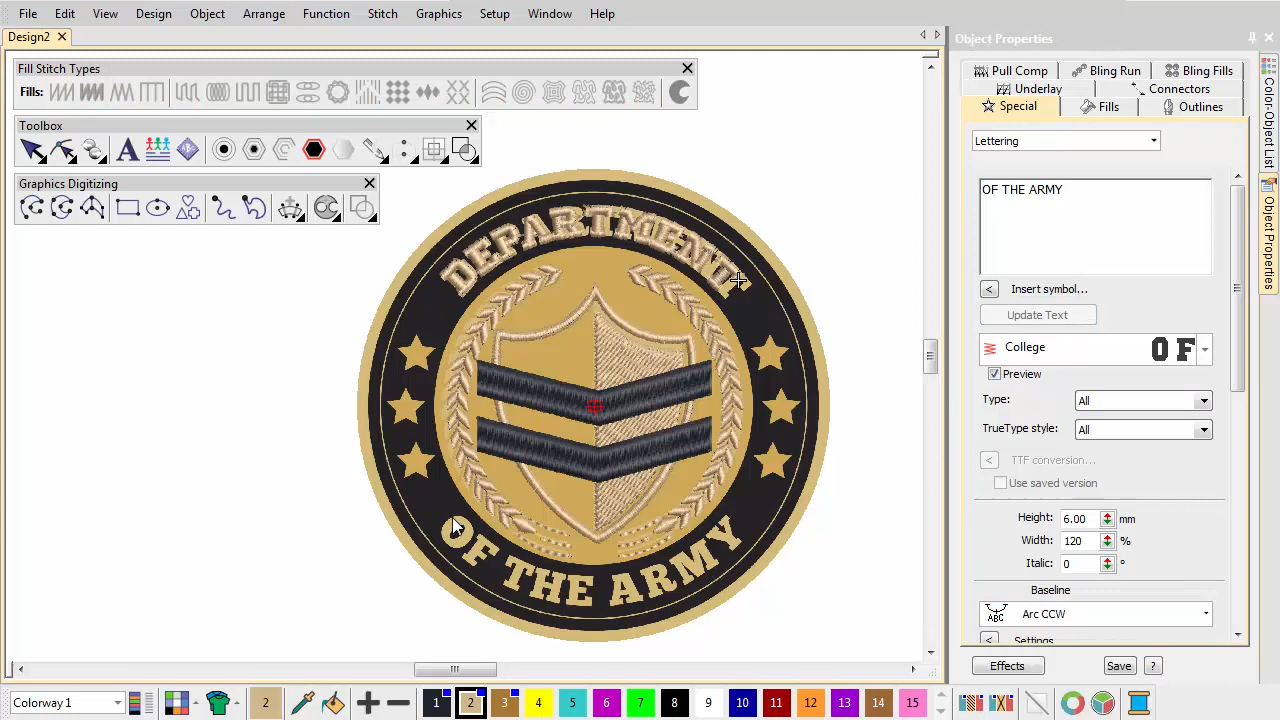 File Edit View Design Object Arrange Function Stitch Graphics Setup Window Help
Design2
Object Properties
Fill Stitch Types
Fills:
Toolbox
Graphics Digitizing
DEPARTMENT
OF THE ARMY
Pull Comp Bling Run Bling Fills
Underlay Connectors
Special Fills Outlines
Lettering
OF THE ARMY
< Insert symbol...
Update Text
College O F
Preview
Type: All
TrueType style: All
< TTF conversion...
Use saved version
Height: 6.00 mm
Width: 120 %
Italic: 0 °
Baseline
ABC Arc CCW
< Settings
Effects Save ?
Color-Object List
Object Properties
Colorway 1 2 1 2 3 4 5 6 7 8 9 10 11 12 13 14 15